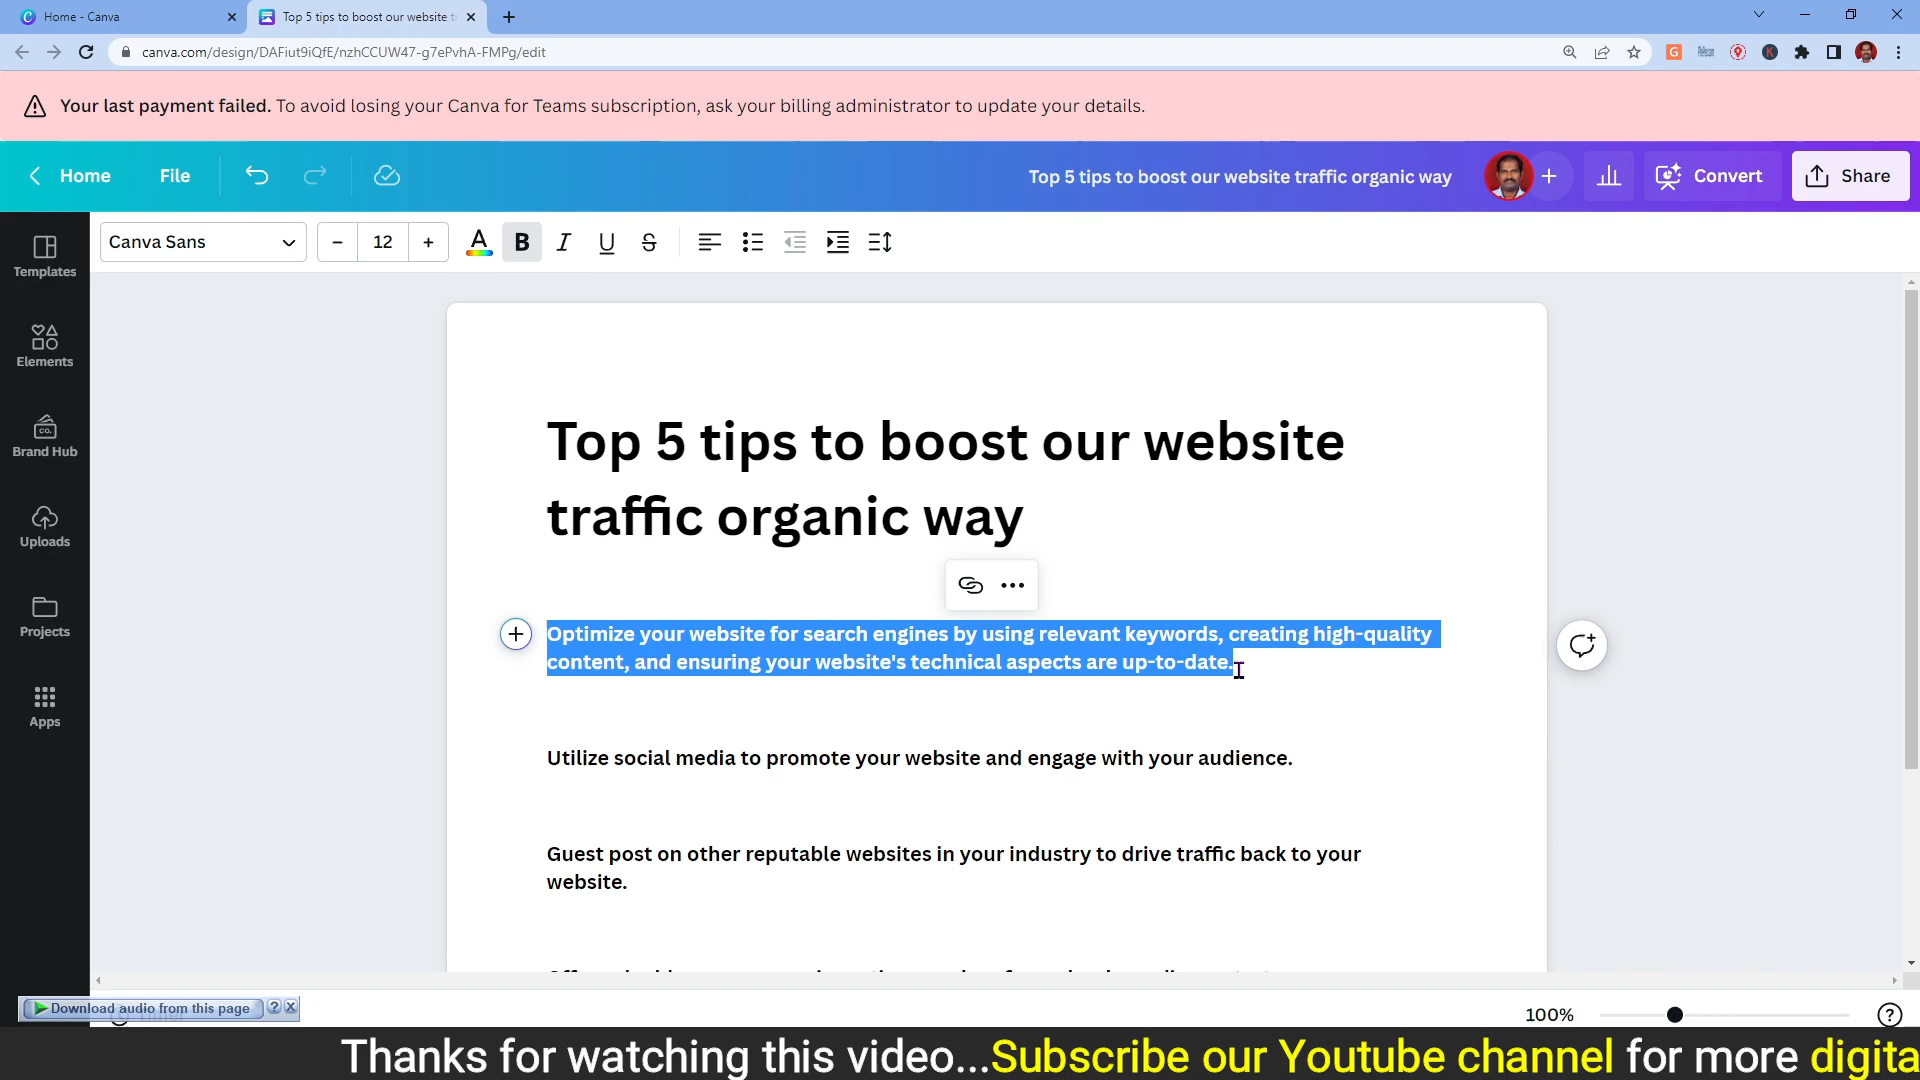 Home - Canva
Top 5 tips to boost our website t
canva.com/design/DAFiut9iQfE/nzhCCUW47-g7ePvhA-FMPg/edit
Your last payment failed. To avoid losing your Canva for Teams subscription, ask your billing administrator to update your details.
Home
File
Top 5 tips to boost our website traffic organic way
Convert
Share
Canva Sans
12
Templates
Elements
Brand Hub
Uploads
Projects
Apps
Top 5 tips to boost our website
traffic organic way
Optimize your website for search engines by using relevant keywords, creating high-quality
content, and ensuring your website's technical aspects are up-to-date.
Utilize social media to promote your website and engage with your audience.
Guest post on other reputable websites in your industry to drive traffic back to your
website.
Download audio from this page
100%
Thanks for watching this video...Subscribe our Youtube channel for more digita